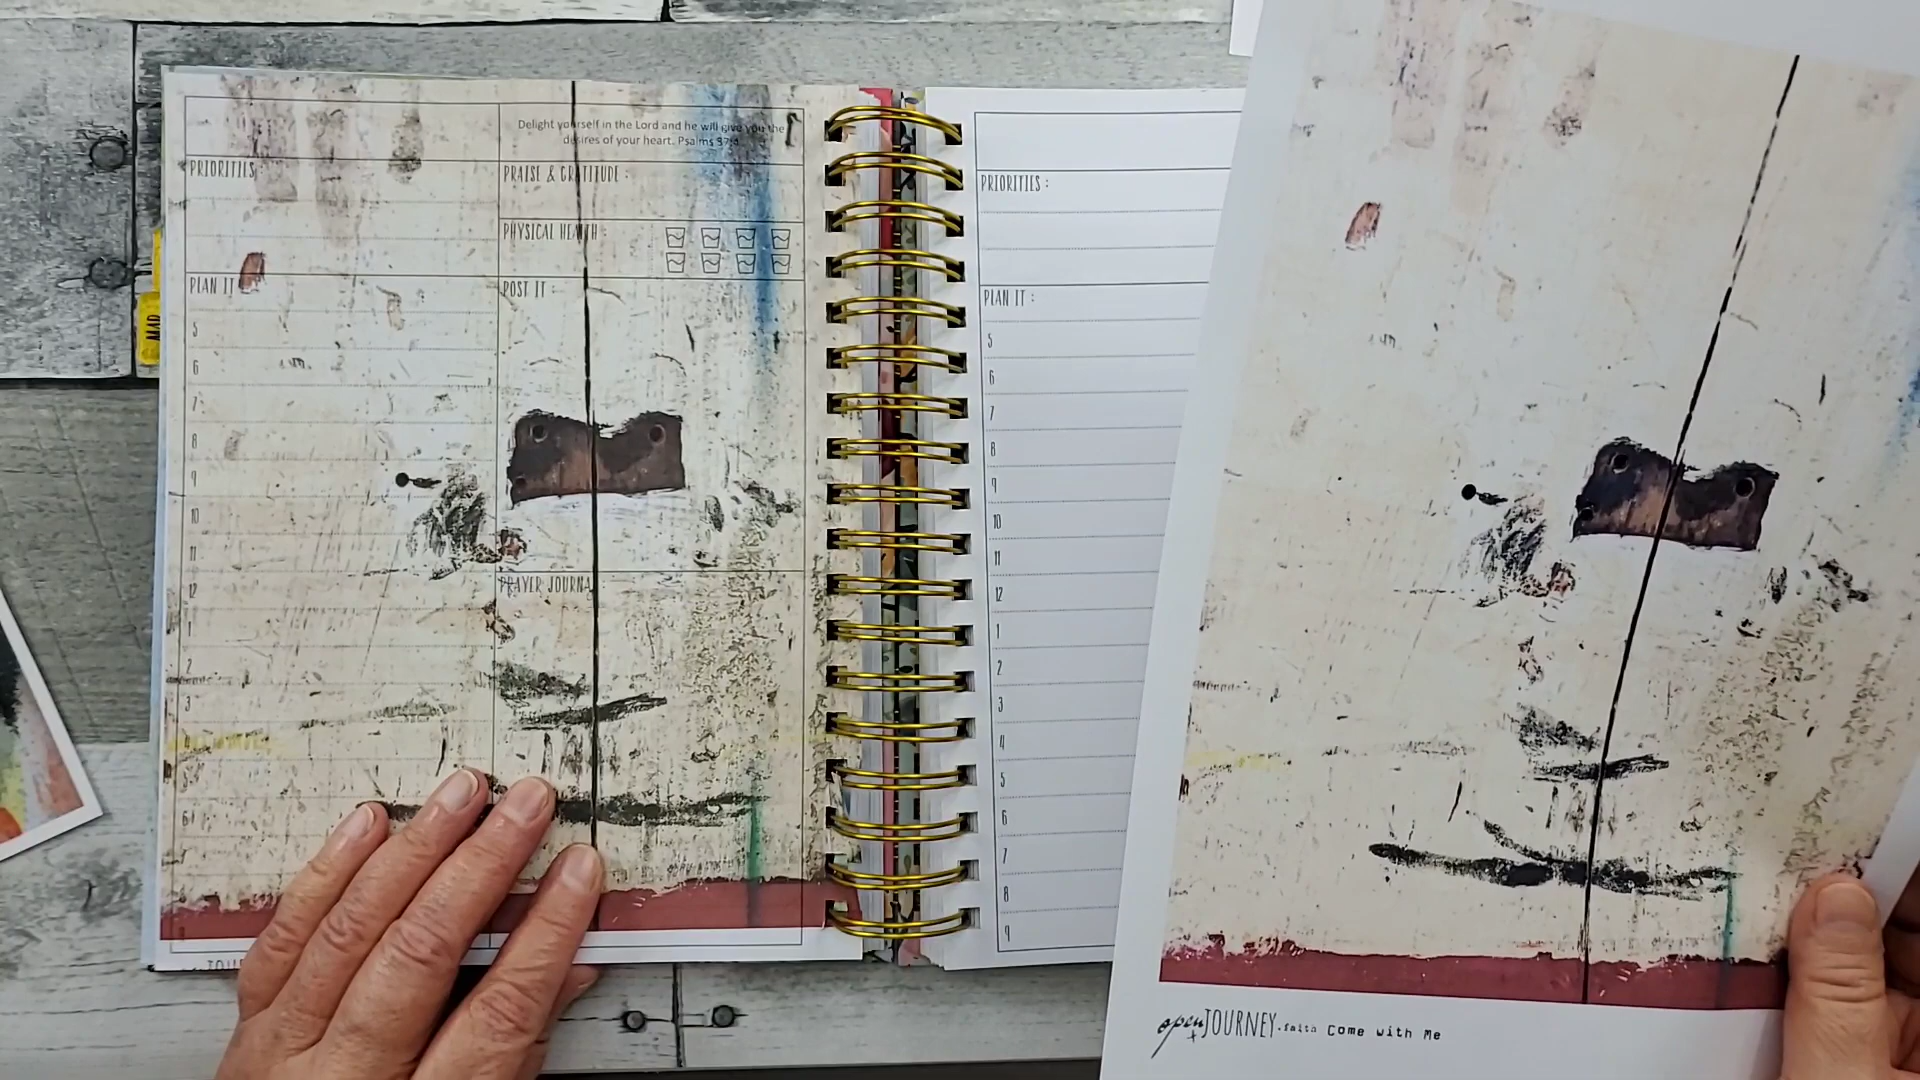 Delight yourself in the Lord and he will give you the
desires of your heart. Psalms 37:4
PRIORITIES :
PRAISE & GRATITUDE :
PHYSICAL HEALTH :
PLAN IT
POST IT :
5
6
7
8
9
10
11
12
1
2
3
6
PRAYER JOURNAL :
PRIORITIES :
PLAN IT :
5
6
7
8
9
10
11
12
1
2
3
4
5
6
7
8
9
open JOURNEY.faith Come with Me